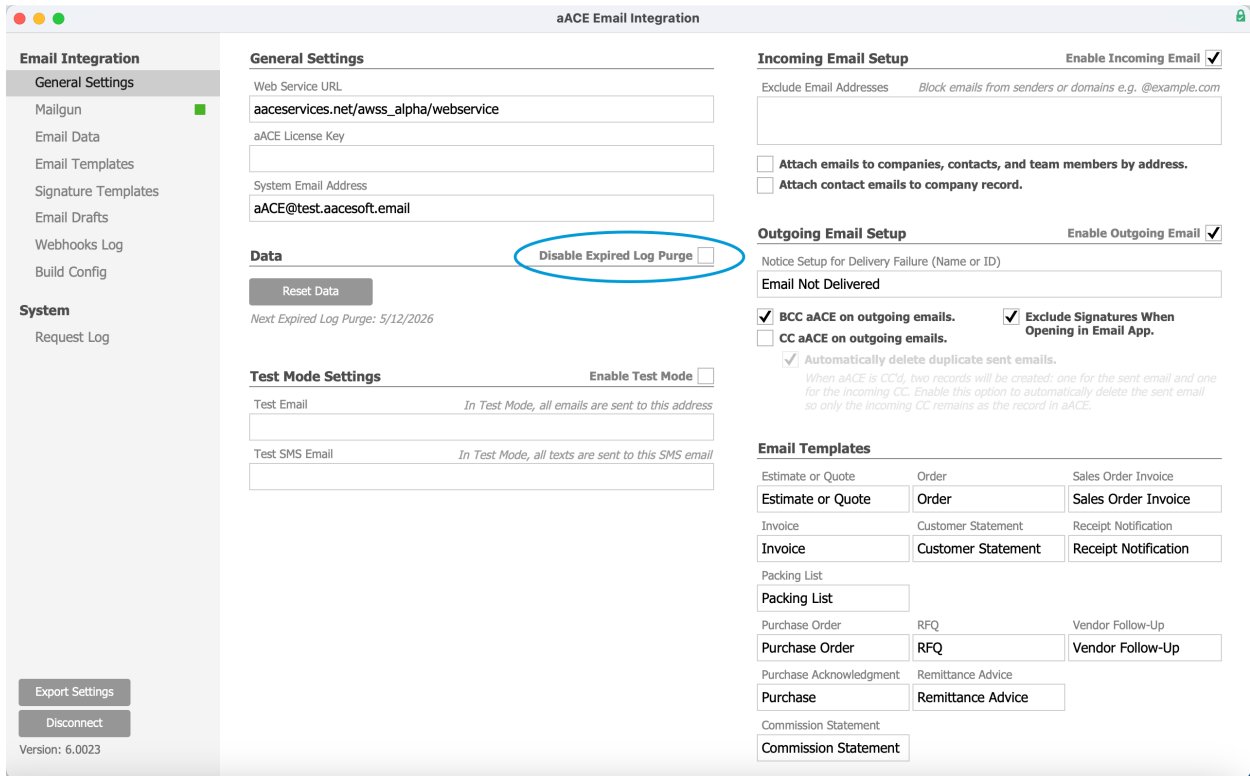 aACE Email Integration
Email Integration
General Settings
Mailgun
Email Data
Email Templates
Signature Templates
Email Drafts
Webhooks Log
Build Config
System
Request Log
Export Settings
Disconnect
Version: 6.0023
General Settings
Web Service URL
aaceservices.net/awss_alpha/webservice
aACE License Key
System Email Address
aACE@test.aacesoft.email
Data
Disable Expired Log Purge
Reset Data
Next Expired Log Purge: 5/12/2026
Test Mode Settings
Enable Test Mode
Test Email
In Test Mode, all emails are sent to this address
Test SMS Email
In Test Mode, all texts are sent to this SMS email
Incoming Email Setup
Enable Incoming Email
Exclude Email Addresses
Block emails from senders or domains e.g. @example.com
Attach emails to companies, contacts, and team members by address.
Attach contact emails to company record.
Outgoing Email Setup
Enable Outgoing Email
Notice Setup for Delivery Failure (Name or ID)
Email Not Delivered
BCC aACE on outgoing emails.
CC aACE on outgoing emails.
Exclude Signatures When
Opening in Email App.
Automatically delete duplicate sent emails.
When aACE is CC'd, two records will be created: one for the sent email and one
for the incoming CC. Enable this option to automatically delete the sent email
so only the incoming CC remains as the record in aACE.
Email Templates
Estimate or Quote
Order
Sales Order Invoice
Estimate or Quote
Order
Sales Order Invoice
Invoice
Customer Statement
Receipt Notification
Invoice
Customer Statement
Receipt Notification
Packing List
Packing List
Purchase Order
RFQ
Vendor Follow-Up
Purchase Order
RFQ
Vendor Follow-Up
Purchase Acknowledgment
Remittance Advice
Purchase
Remittance Advice
Commission Statement
Commission Statement